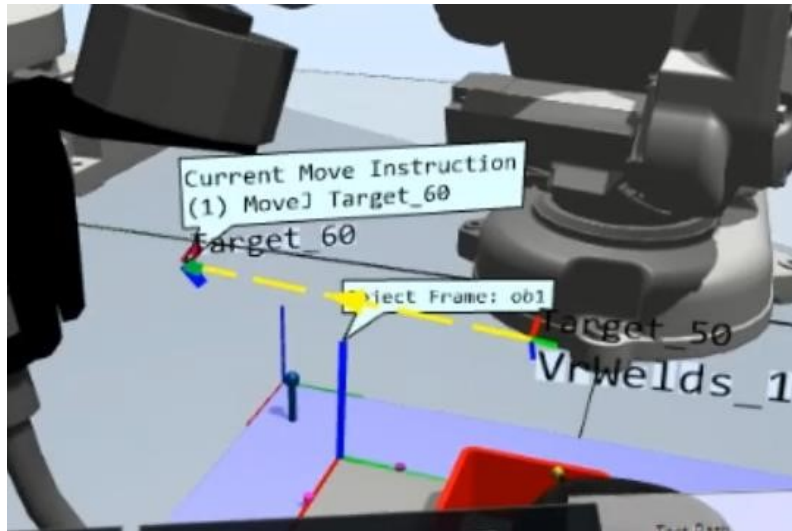 Current Move Instruction
(1) MoveJ Target_60
Target_60
Object Frame: ob1
Target_50
VrWelds_1